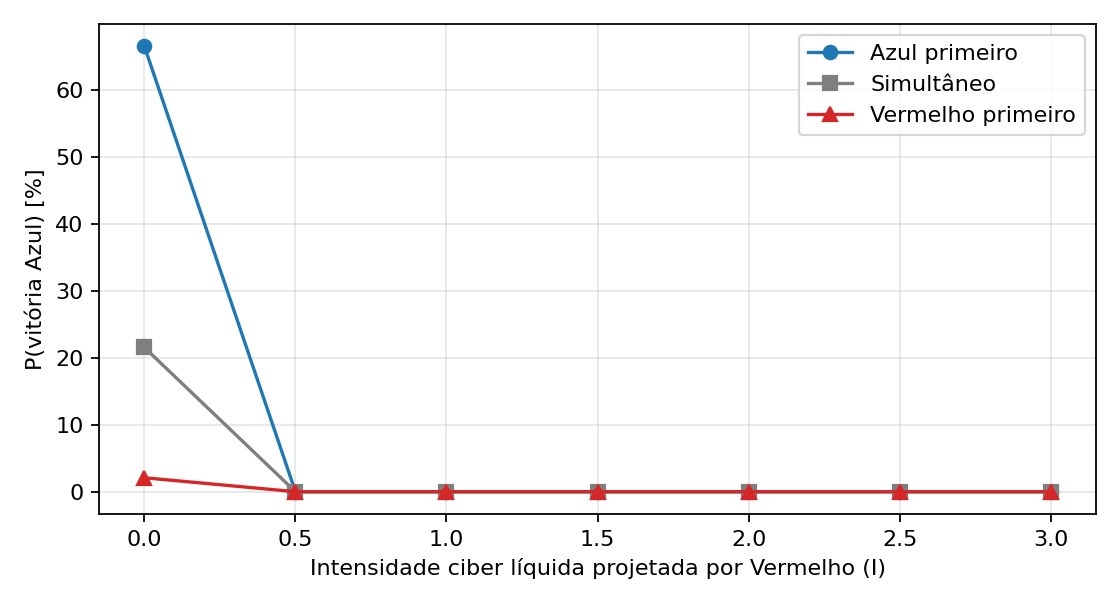 P(vitória Azul) [%]
60
50
40
30
20
10
0
Azul primeiro
Simultâneo
Vermelho primeiro
0.0 0.5 1.0 1.5 2.0 2.5 3.0
Intensidade ciber líquida projetada por Vermelho (I)